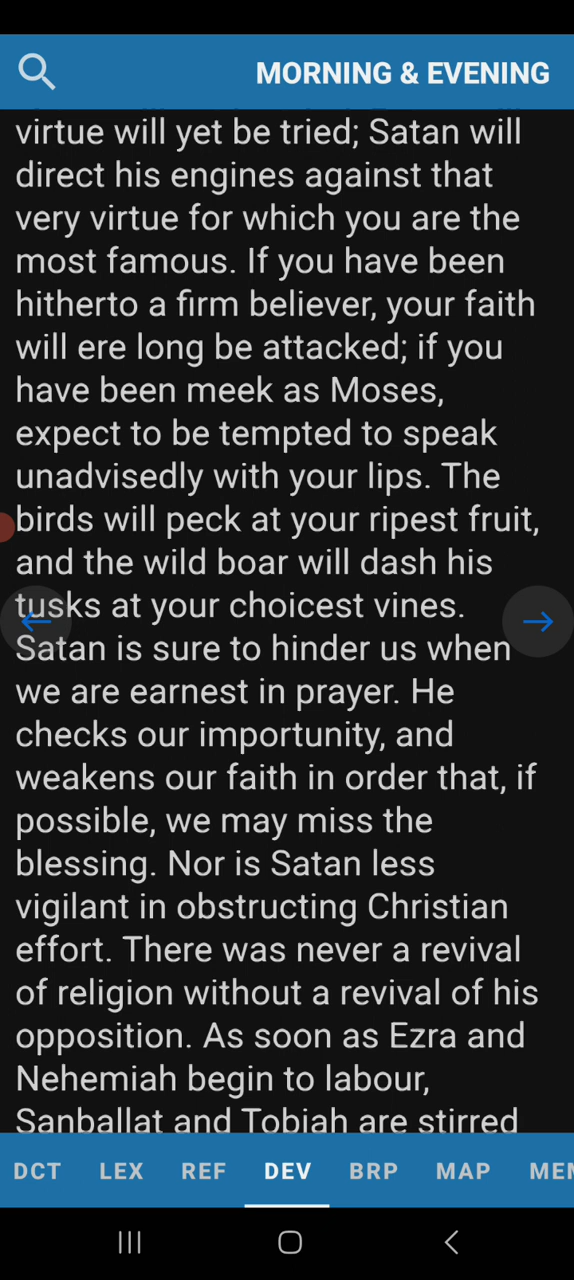 MORNING & EVENING
virtue will yet be tried; Satan will
direct his engines against that
very virtue for which you are the
most famous. If you have been
hitherto a firm believer, your faith
will ere long be attacked; if you
have been meek as Moses,
expect to be tempted to speak
unadvisedly with your lips. The
birds will peck at your ripest fruit,
and the wild boar will dash his
tusks at your choicest vines.
Satan is sure to hinder us when
we are earnest in prayer. He
checks our importunity, and
weakens our faith in order that, if
possible, we may miss the
blessing. Nor is Satan less
vigilant in obstructing Christian
effort. There was never a revival
of religion without a revival of his
opposition. As soon as Ezra and
Nehemiah begin to labour,
Sanballat and Tobiah are stirred
DCT LEX REF DEV BRP MAP